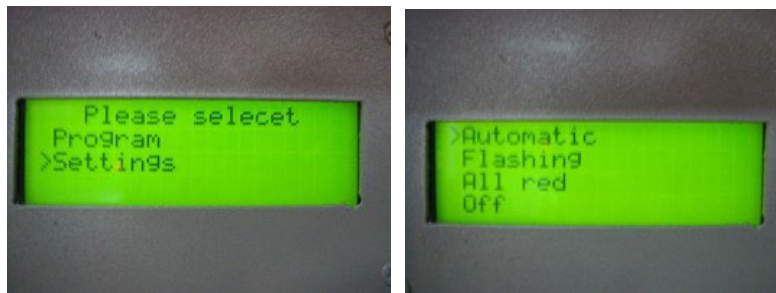 Please selecet
Program
>Settings
>Automatic
Flashing
All red
Off